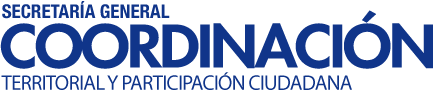 SECRETARÍA GENERAL
COORDINACIÓN
TERRITORIAL Y PARTICIPACIÓN CIUDADANA